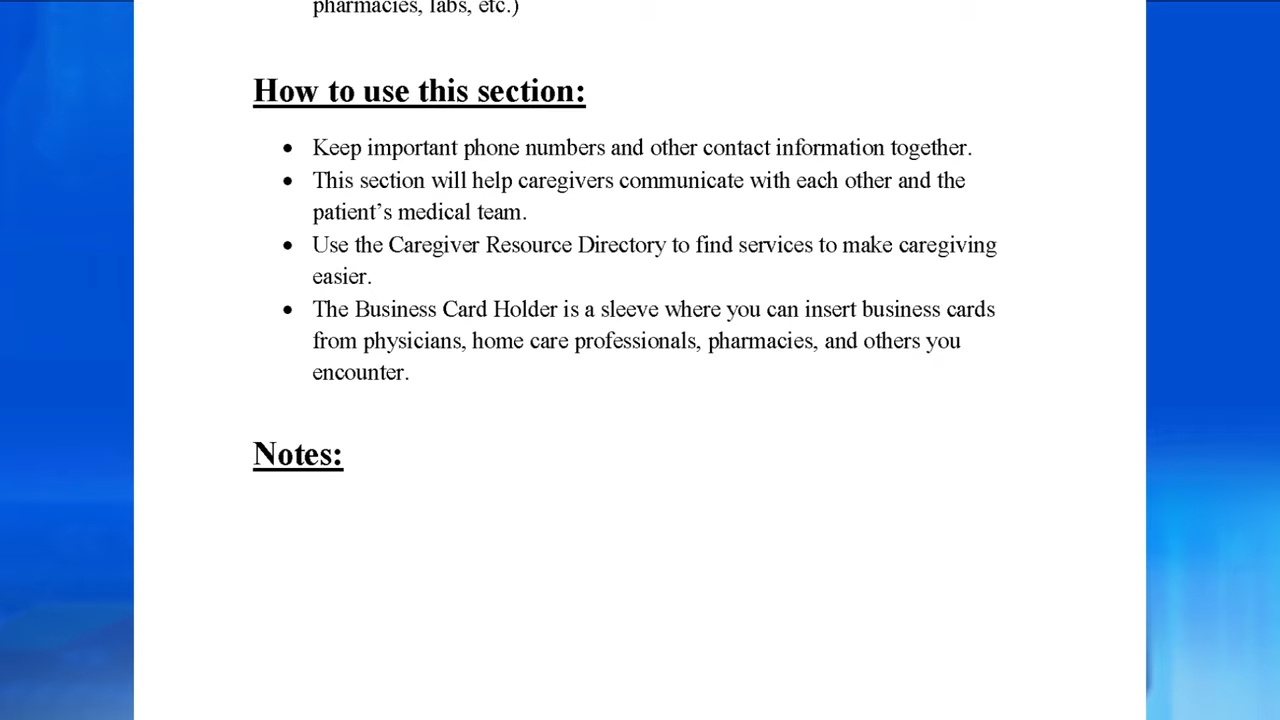 pharmacies, labs, etc.)
How to use this section:
• Keep important phone numbers and other contact information together.
• This section will help caregivers communicate with each other and the
patient’s medical team.
• Use the Caregiver Resource Directory to find services to make caregiving
easier.
• The Business Card Holder is a sleeve where you can insert business cards
from physicians, home care professionals, pharmacies, and others you
encounter.
Notes: